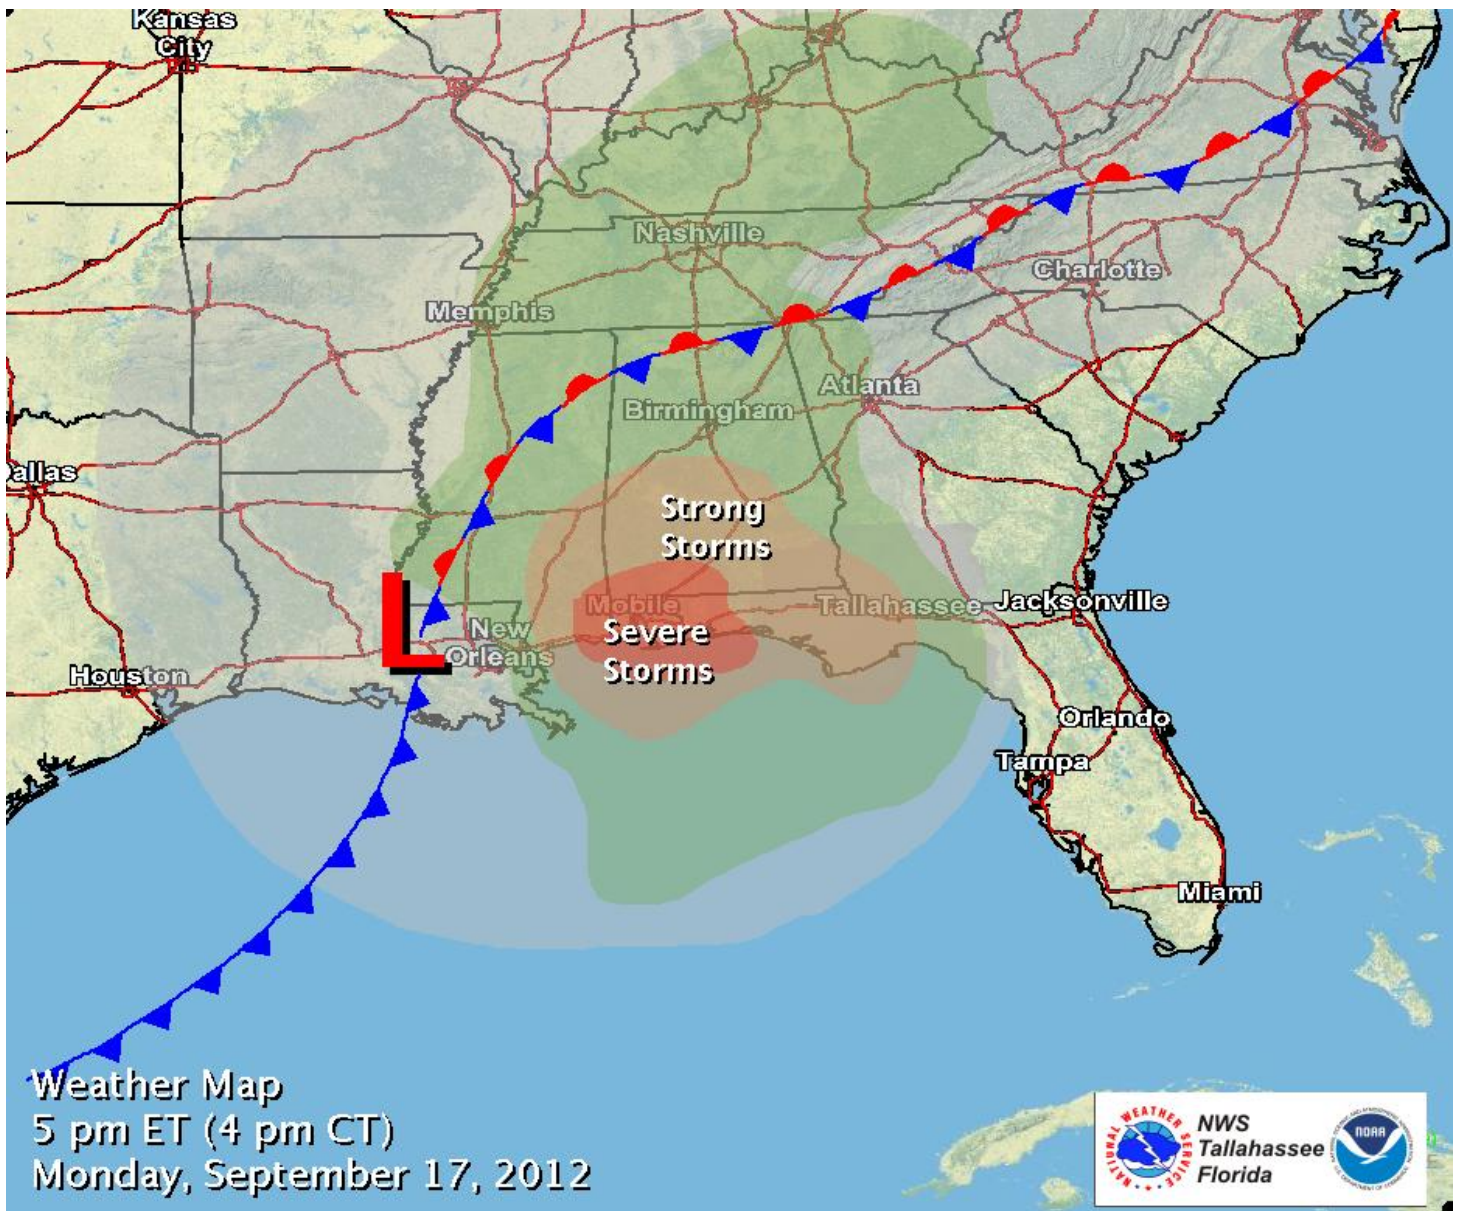 Kansas
City
Nashville
Charlotte
Memphis
Atlanta
Birmingham
Dallas
Strong
Storms
Mobile
Tallahassee
Jacksonville
L
New
Orleans
Severe
Storms
Houston
Orlando
Tampa
Miami
Weather Map
5 pm ET (4 pm CT)
Monday, September 17, 2012
NATIONAL WEATHER SERVICE
NWS
Tallahassee
Florida
NOAA